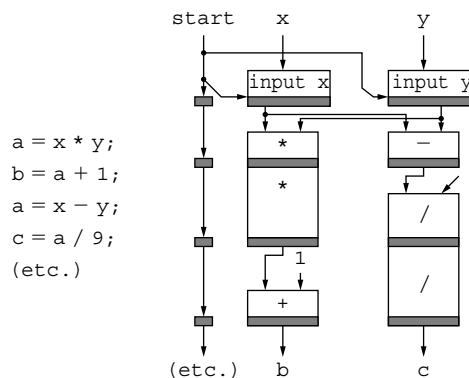 start x y
input x input y
* −
*
a = x * y;
b = a + 1;
a = x − y;
c = a / 9;
(etc.)
/
1
+ /
(etc.) b c